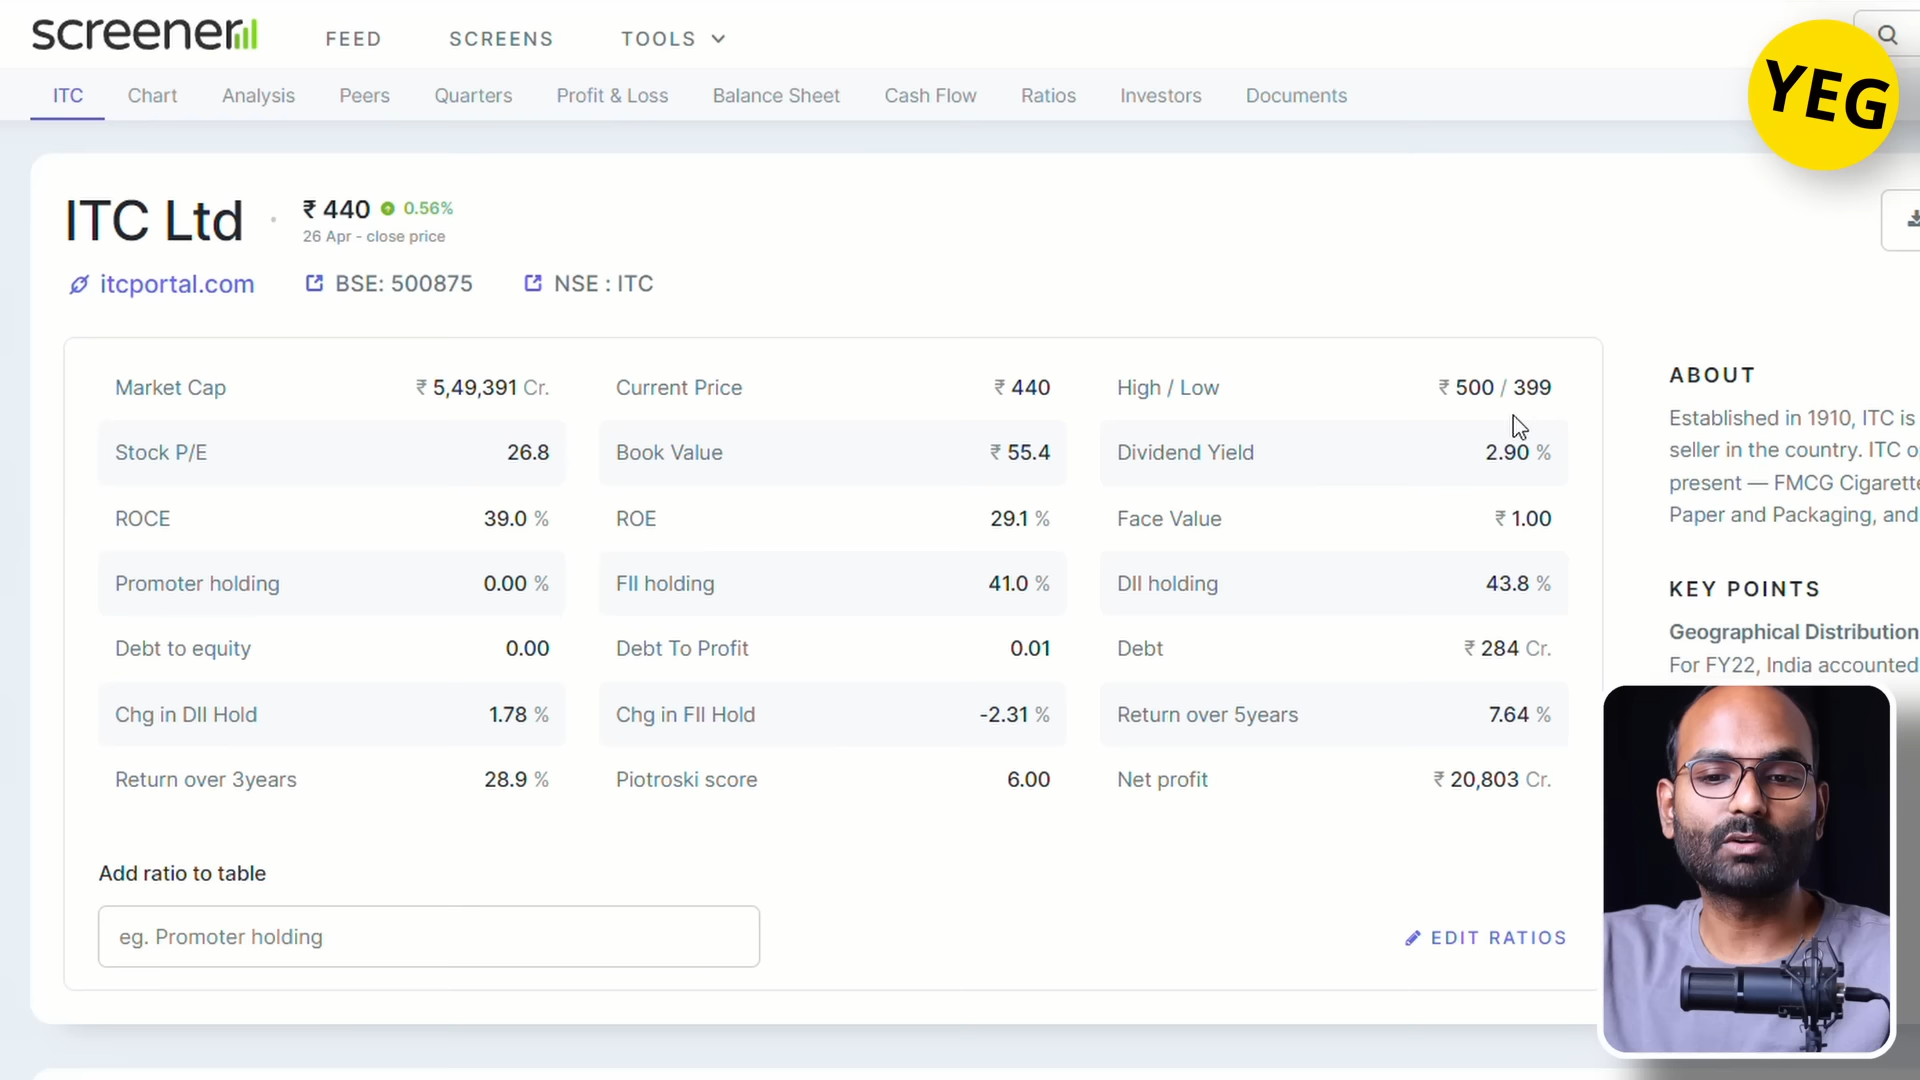 screener
FEED
SCREENS
TOOLS
ITC
Chart
Analysis
Peers
Quarters
Profit & Loss
Balance Sheet
Cash Flow
Ratios
Investors
Documents
YEG
ITC Ltd
₹ 440
0.56%
26 Apr - close price
itcportal.com
BSE: 500875
NSE : ITC
Market Cap ₹ 5,49,391 Cr.
Current Price ₹ 440
High / Low ₹ 500 / 399
Stock P/E 26.8
Book Value ₹ 55.4
Dividend Yield 2.90 %
ROCE 39.0 %
ROE 29.1 %
Face Value ₹ 1.00
Promoter holding 0.00 %
FII holding 41.0 %
DII holding 43.8 %
Debt to equity 0.00
Debt To Profit 0.01
Debt ₹ 284 Cr.
Chg in DII Hold 1.78 %
Chg in FII Hold -2.31 %
Return over 5years 7.64 %
Return over 3years 28.9 %
Piotroski score 6.00
Net profit ₹ 20,803 Cr.
Add ratio to table
eg. Promoter holding
EDIT RATIOS
ABOUT
Established in 1910, ITC is
seller in the country. ITC
present — FMCG
Paper and Packaging, and
KEY POINTS
Geographical Distribution
For FY22, India accounted